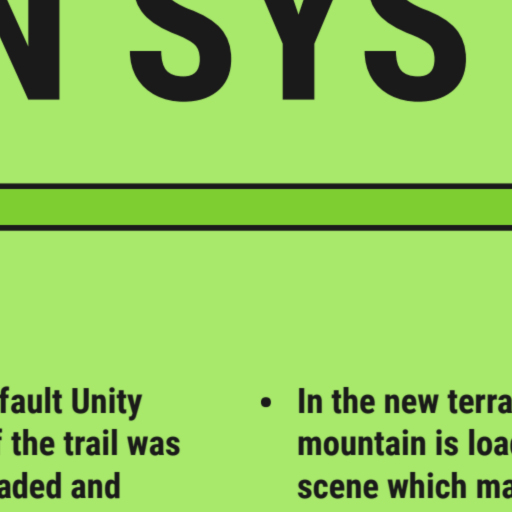 N SYS
fault Unity
the trail was
aded and
• In the new terra
mountain is loa
scene which ma